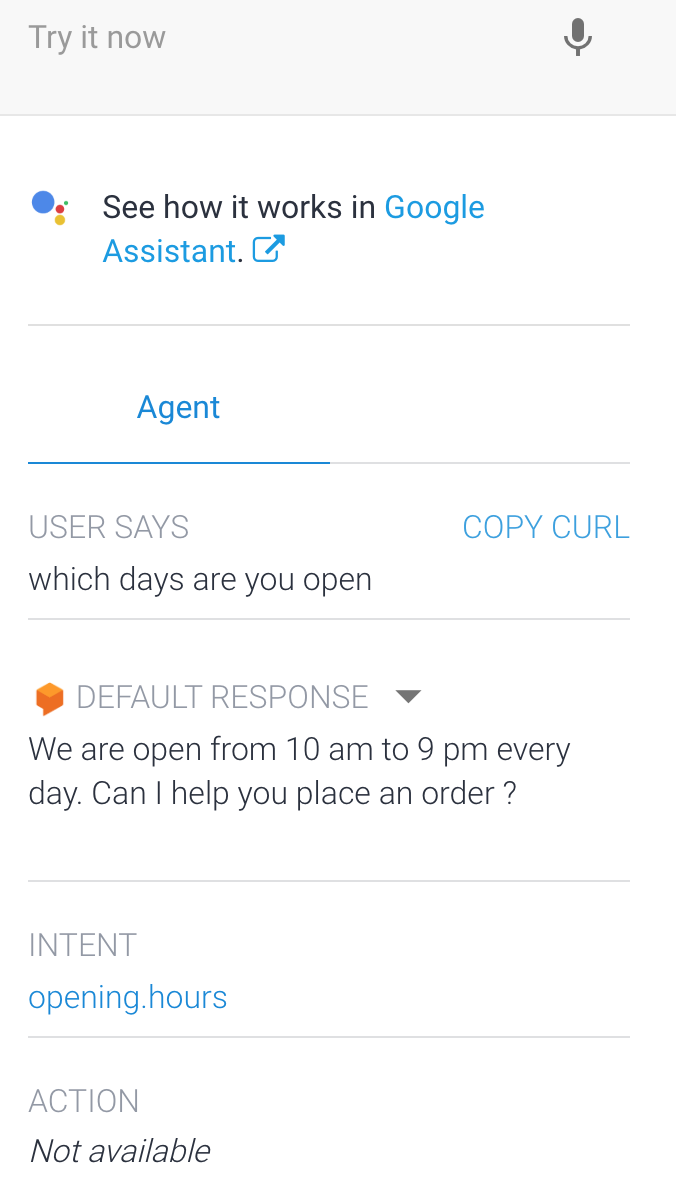 Try it now
See how it works in Google
Assistant.
Agent
USER SAYS COPY CURL
which days are you open
DEFAULT RESPONSE
We are open from 10 am to 9 pm every
day. Can I help you place an order ?
INTENT
opening.hours
ACTION
Not available